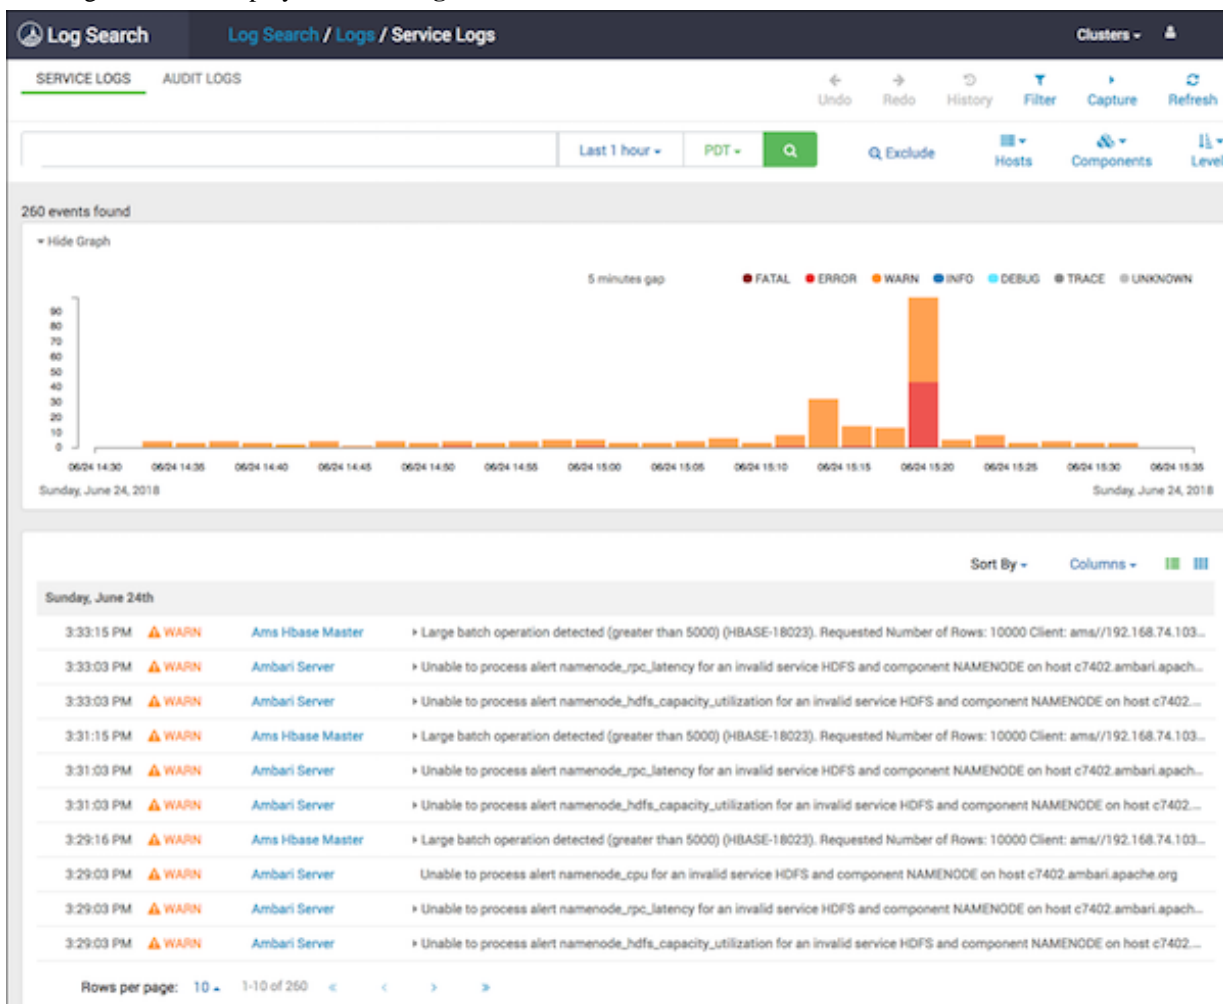 Log Search
Log Search / Logs / Service Logs
Clusters
SERVICE LOGS AUDIT LOGS
Undo Redo History Filter Capture Refresh
Last 1 hour PDT Exclude Hosts Components Level
260 events found
Hide Graph
5 minutes gap FATAL ERROR WARN INFO DEBUG TRACE UNKNOWN
90
80
70
60
50
40
30
20
10
0
06/24 14:30 06/24 14:35 06/24 14:40 06/24 14:45 06/24 14:50 06/24 14:55 06/24 15:00 06/24 15:05 06/24 15:10 06/24 15:15 06/24 15:20 06/24 15:25 06/24 15:30 06/24 15:35
Sunday, June 24, 2018 Sunday, June 24, 2018
Sort By Columns
Sunday, June 24th
3:33:15 PM WARN Ams Hbase Master Large batch operation detected (greater than 5000) (HBASE-18023). Requested Number of Rows: 10000 Client: ams//192.168.74.103...
3:33:03 PM WARN Ambari Server Unable to process alert namenode_rpc_latency for an invalid service HDFS and component NAMENODE on host c7402.ambari.apach...
3:33:03 PM WARN Ambari Server Unable to process alert namenode_hdfs_capacity_utilization for an invalid service HDFS and component NAMENODE on host c7402....
3:31:15 PM WARN Ams Hbase Master Large batch operation detected (greater than 5000) (HBASE-18023). Requested Number of Rows: 10000 Client: ams//192.168.74.103...
3:31:03 PM WARN Ambari Server Unable to process alert namenode_rpc_latency for an invalid service HDFS and component NAMENODE on host c7402.ambari.apach...
3:31:03 PM WARN Ambari Server Unable to process alert namenode_hdfs_capacity_utilization for an invalid service HDFS and component NAMENODE on host c7402....
3:29:16 PM WARN Ams Hbase Master Large batch operation detected (greater than 5000) (HBASE-18023). Requested Number of Rows: 10000 Client: ams//192.168.74.103...
3:29:03 PM WARN Ambari Server Unable to process alert namenode_cpu for an invalid service HDFS and component NAMENODE on host c7402.ambari.apache.org
3:29:03 PM WARN Ambari Server Unable to process alert namenode_rpc_latency for an invalid service HDFS and component NAMENODE on host c7402.ambari.apach...
3:29:03 PM WARN Ambari Server Unable to process alert namenode_hdfs_capacity_utilization for an invalid service HDFS and component NAMENODE on host c7402....
Rows per page: 10 1-10 of 260 « ‹ › »